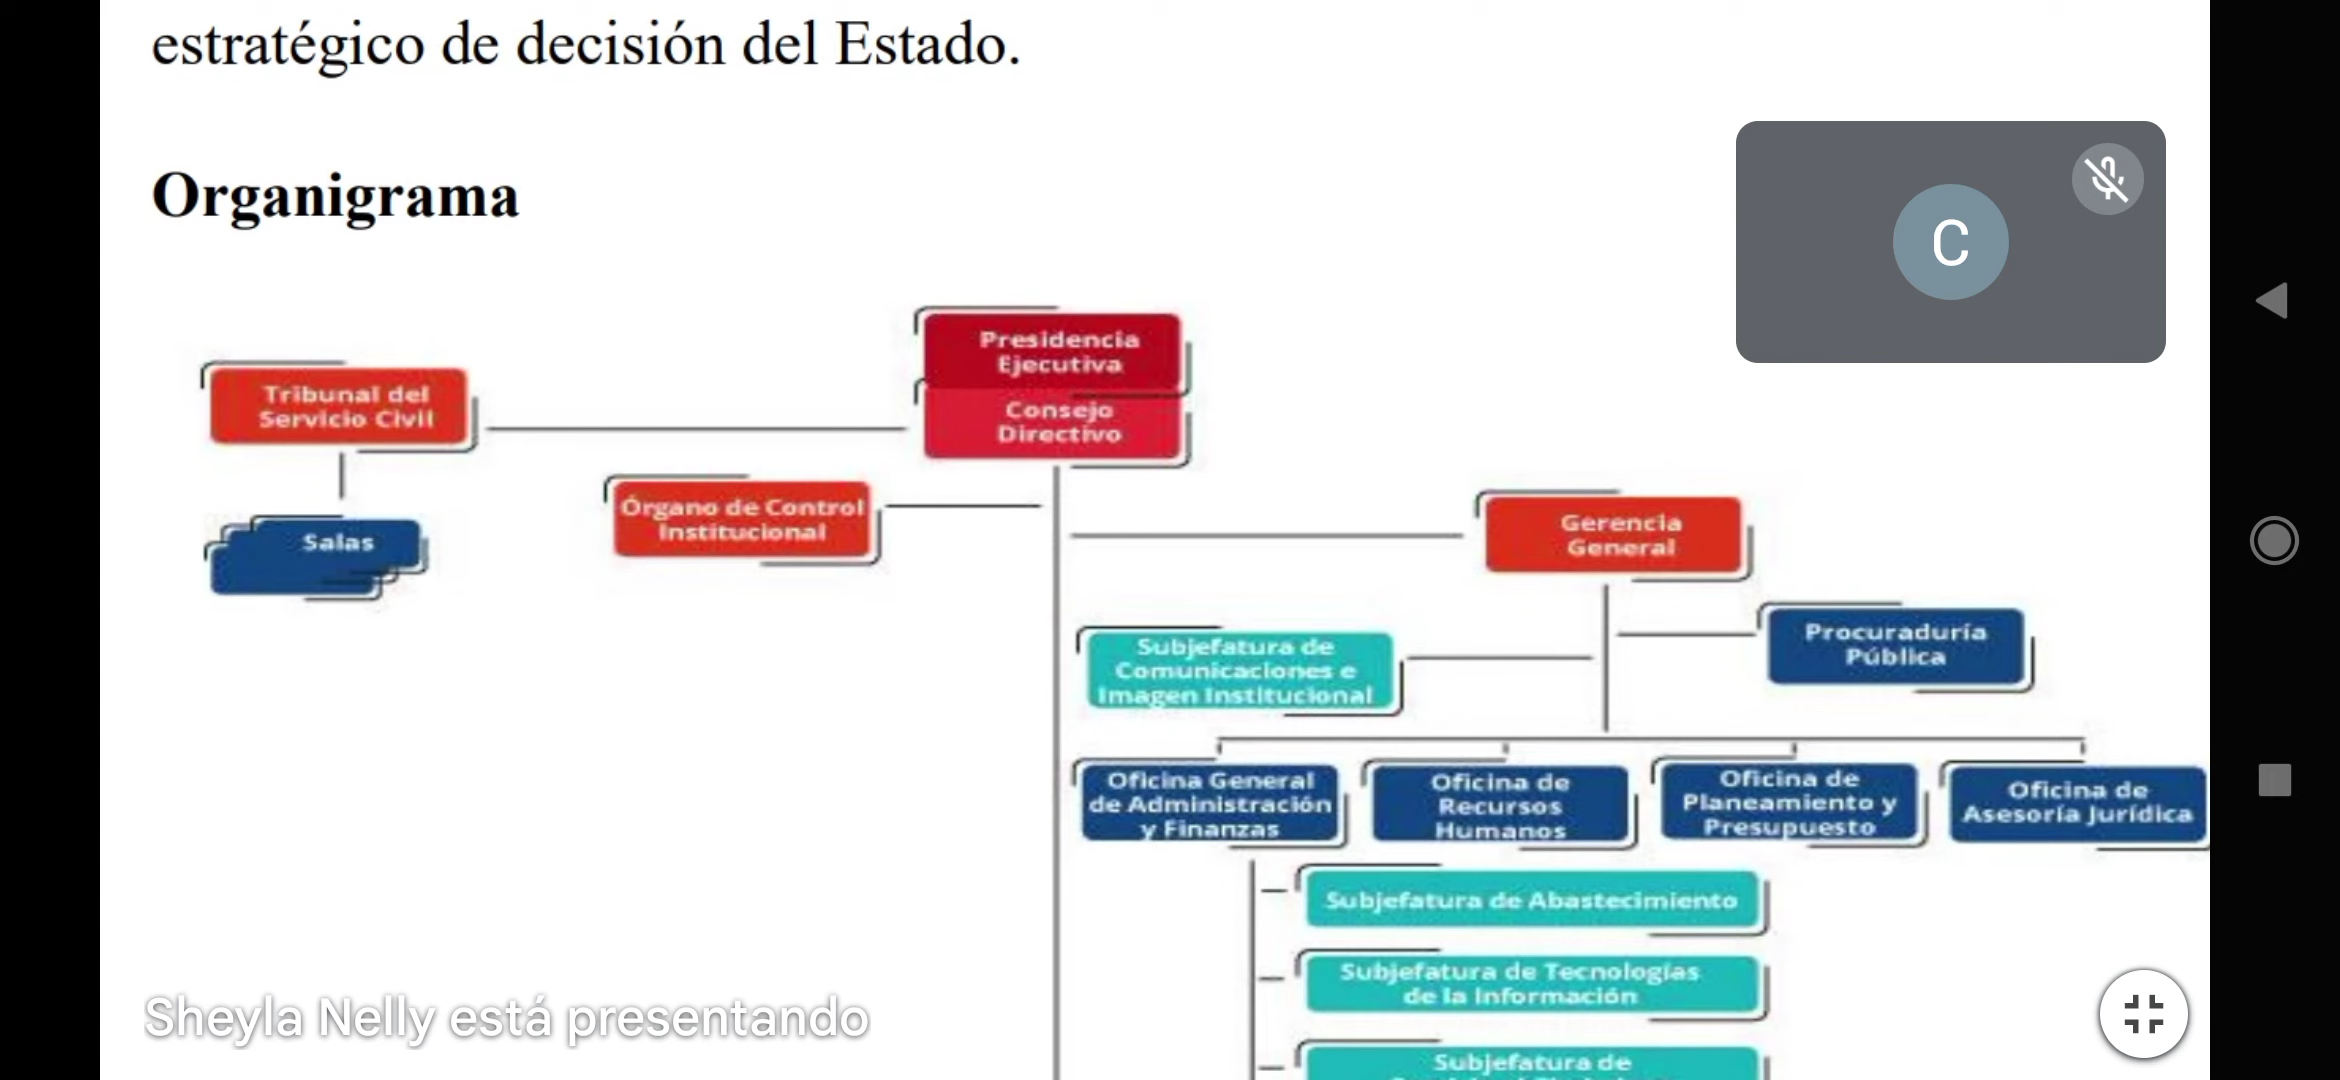 estratégico de decisión del Estado.
Organigrama
C
Presidencia
Ejecutiva
Consejo
Directivo
Tribunal del
Servicio Civil
Salas
Órgano de Control
Institucional
Gerencia
General
Procuraduría
Pública
Subjefatura de
Comunicaciones e
Imagen Institucional
Oficina General
de Administración
y Finanzas
Oficina de
Recursos
Humanos
Oficina de
Planeamiento y
Presupuesto
Oficina de
Asesoría Jurídica
Subjefatura de Abastecimiento
Subjefatura de Tecnologías
de la Información
Subjefatura de
Sheyla Nelly está presentando